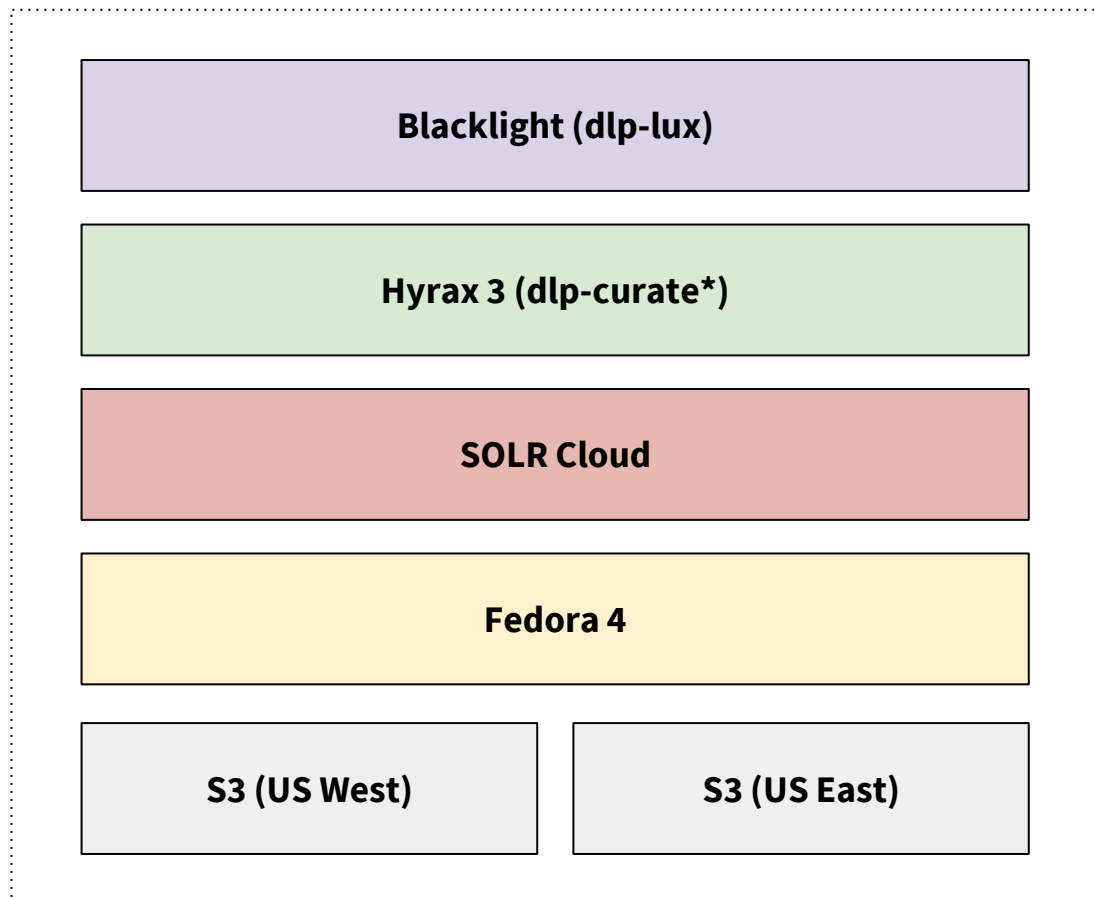 Blacklight (dlp-lux)
Hyrax 3 (dlp-curate*)
SOLR Cloud
Fedora 4
S3 (US West)
S3 (US East)